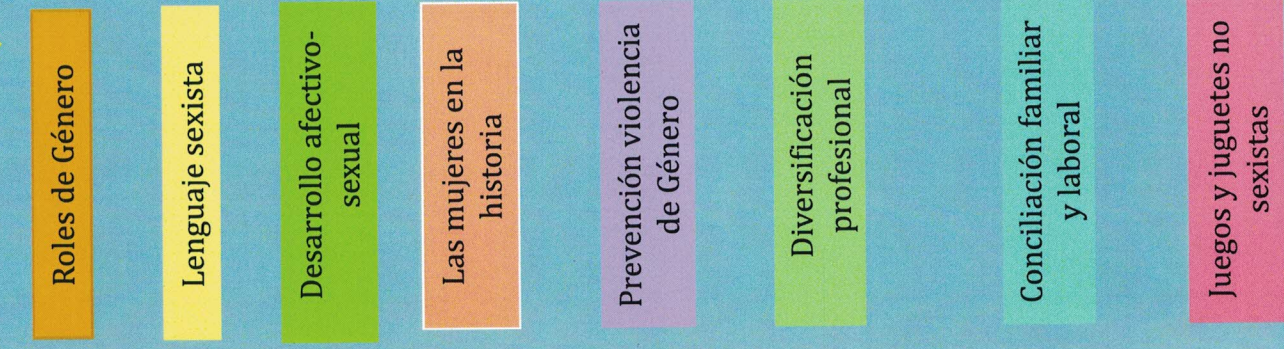 Roles de Género
Lenguaje sexista
Desarrollo afectivo-
sexual
Las mujeres en la
historia
Prevención violencia
de Género
Diversificación
profesional
Conciliación familiar
y laboral
Juegos y juguetes no
sexistas